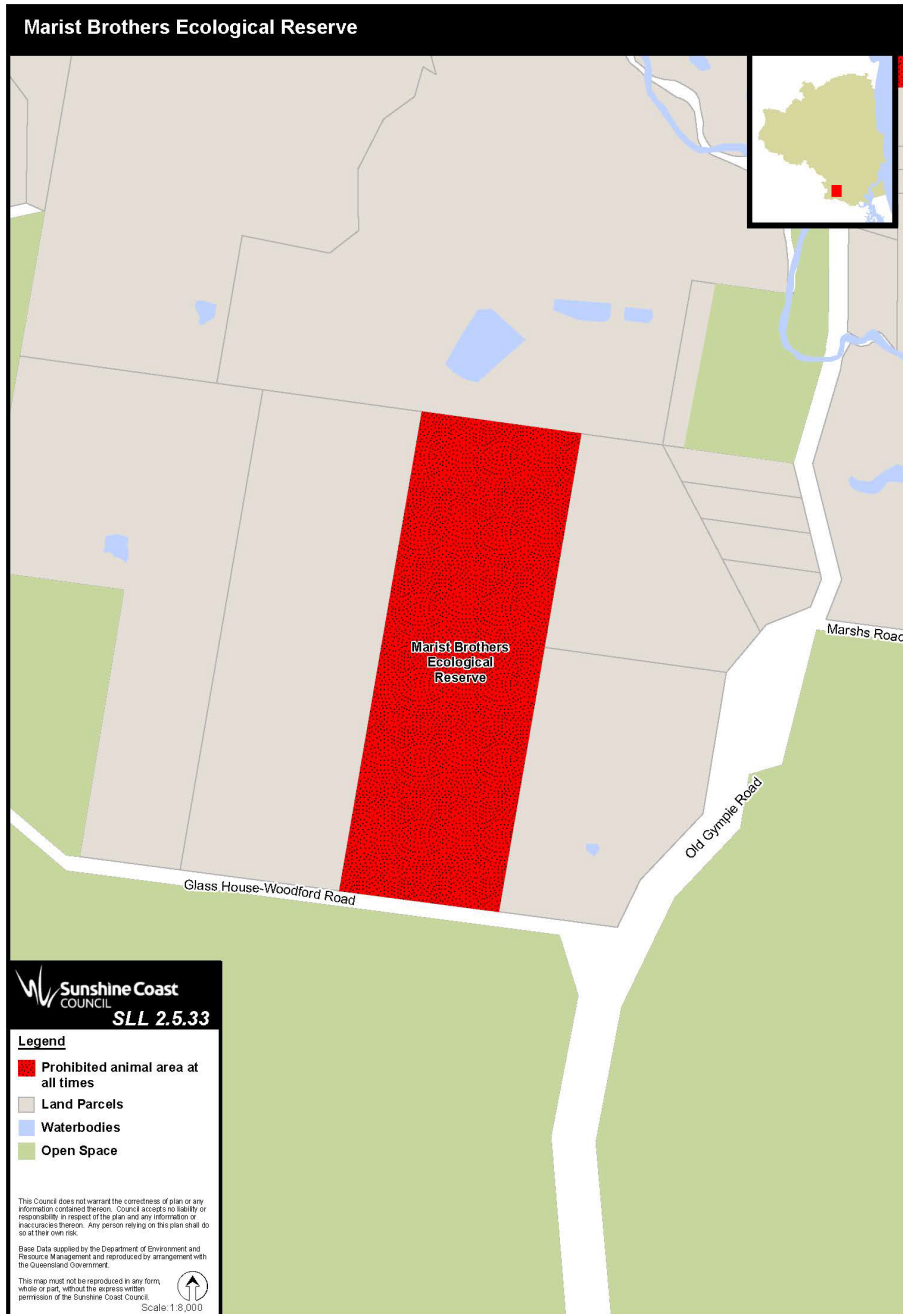 Marist Brothers Ecological Reserve
Marist Brothers
Ecological
Reserve
Marshs Road
Old Gympie Road
Glass House-Woodford Road
Sunshine Coast
COUNCIL
SLL 2.5.33
Legend
Prohibited animal area at
all times
Land Parcels
Waterbodies
Open Space
This Council does not warrant the correctness of plan or any
information contained thereon. Council accepts no liability or
responsibility in respect of the plan and any information or
inaccuracies thereon. Any person relying on this plan shall do
so at their own risk.
Base Data supplied by the Department of Environment and
Resource Management and reproduced by arrangement with
the Queensland Government.
This map must not be reproduced in any form,
whole or part, without the express written
permission of the Sunshine Coast Council.
Scale: 1:8,000